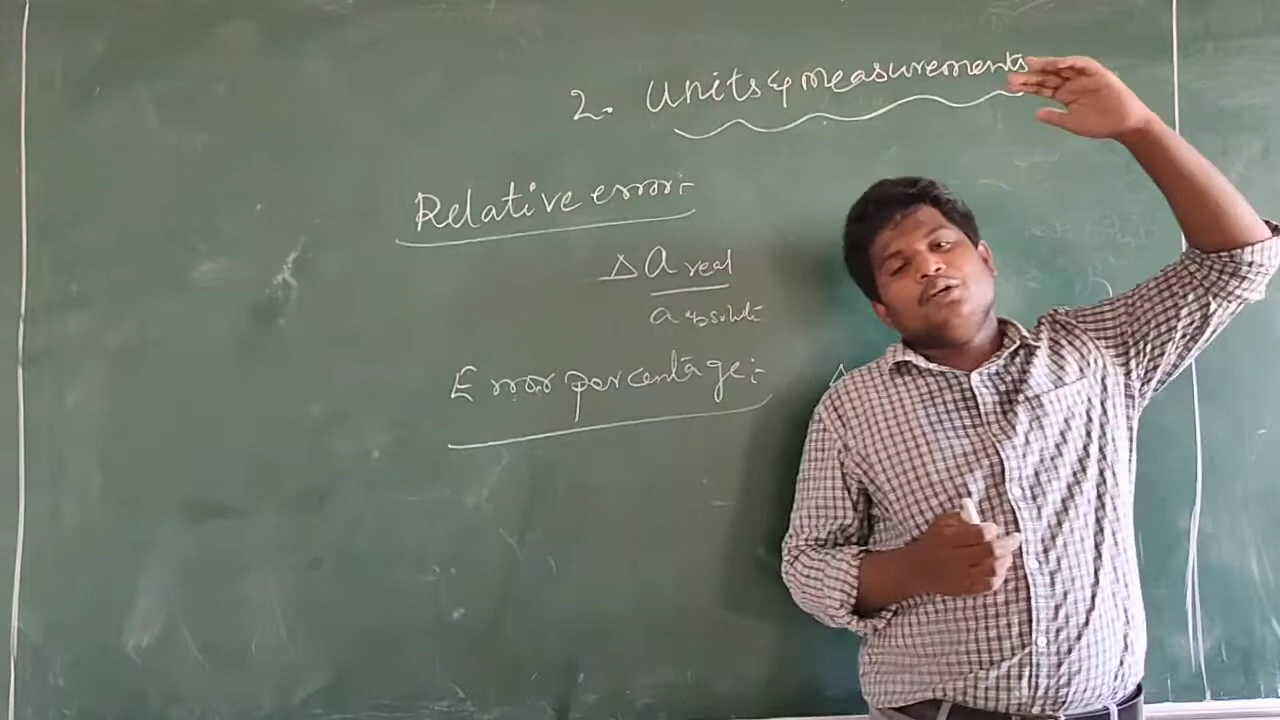 2. Units & measurements
Relative error:-
Δa real
a absolute
Error percentage:- Δ